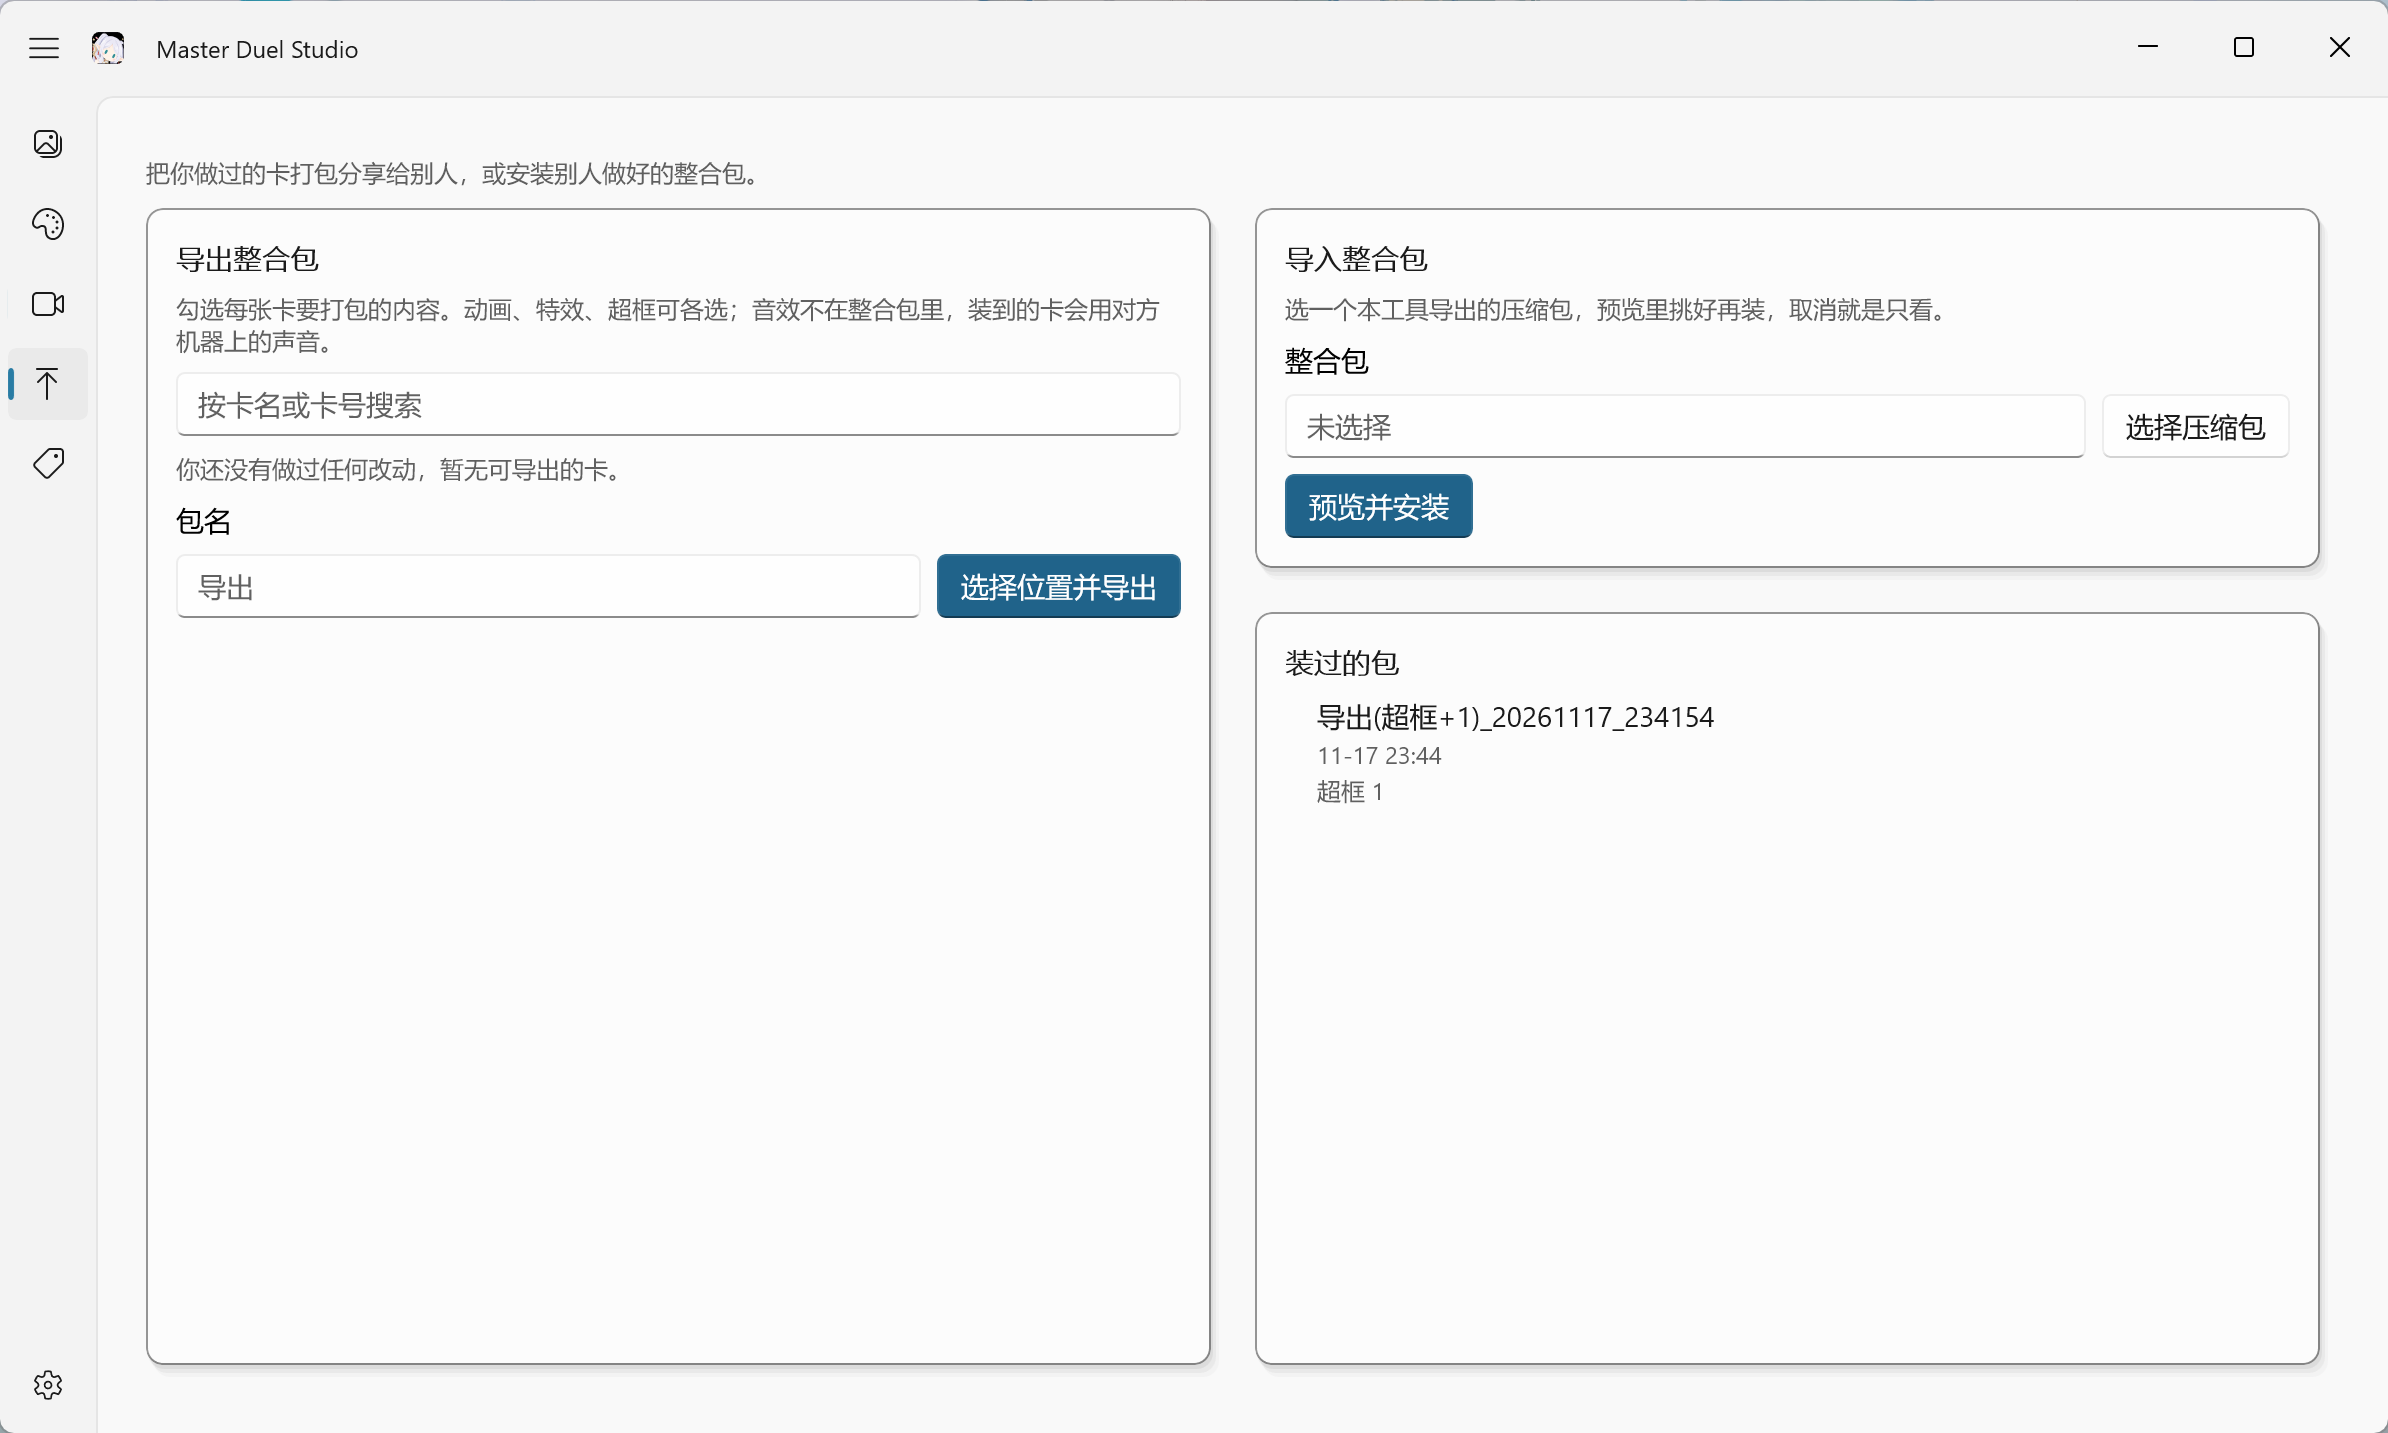 Master Duel Studio
把你做过的卡打包分享给别人，或安装别人做好的整合包。
导出整合包
勾选每张卡要打包的内容。动画、特效、超框可各选；音效不在整合包里，装到的卡会用对方
机器上的声音。
按卡名或卡号搜索
你还没有做过任何改动，暂无可导出的卡。
包名
导出
选择位置并导出
导入整合包
选一个本工具导出的压缩包，预览里挑好再装，取消就是只看。
整合包
未选择
选择压缩包
预览并安装
装过的包
导出(超框+1)_20261117_234154
11-17 23:44
超框 1